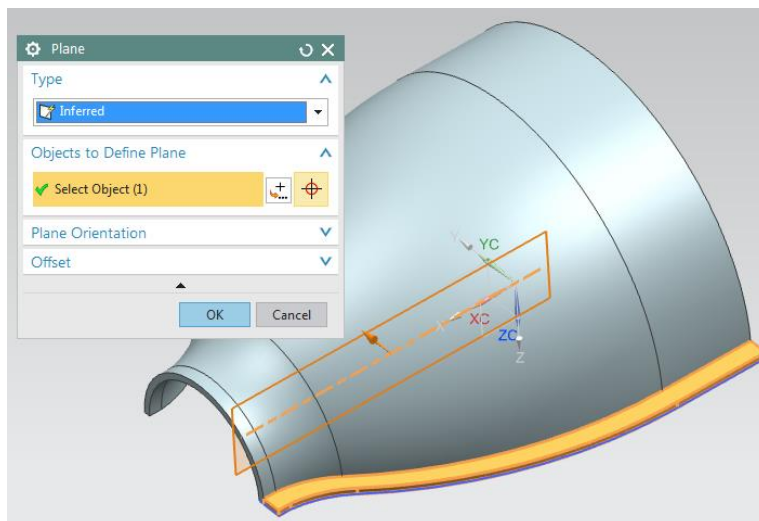 Plane
Type
Inferred
Objects to Define Plane
Select Object (1)
Plane Orientation
Offset
OK
Cancel
YC
XC
ZC
Z